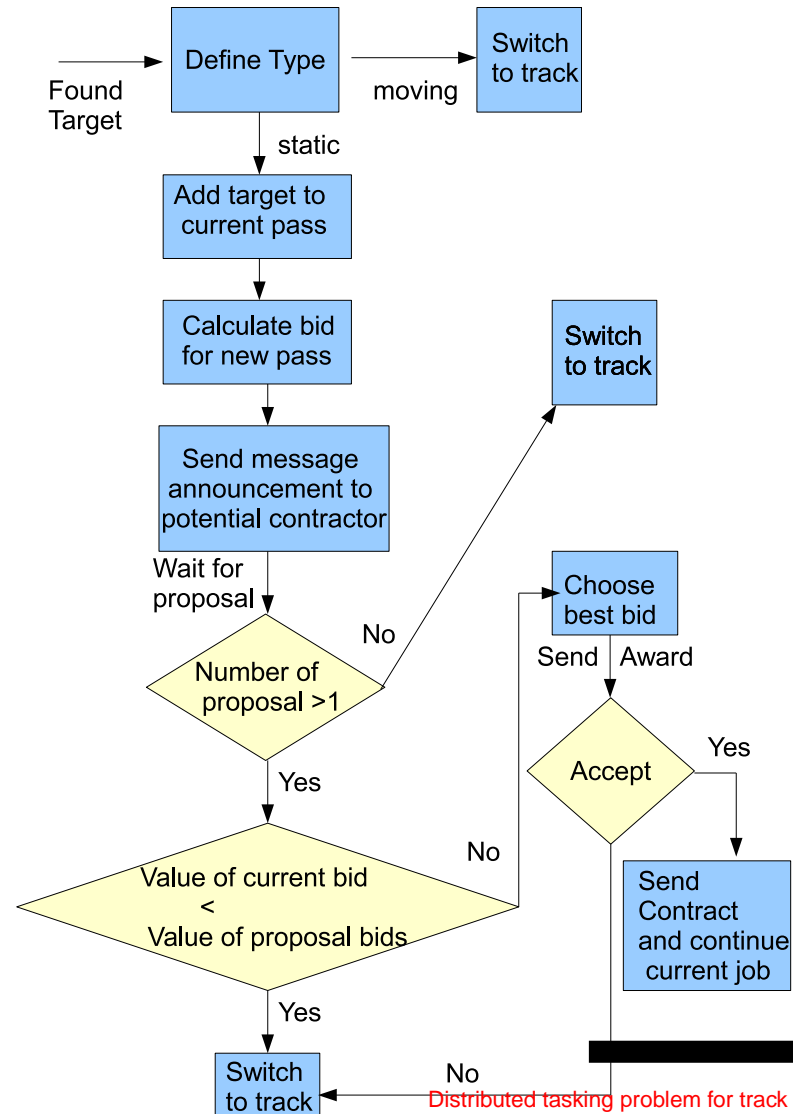 Define Type
Switch
to track
Found
Target
moving
static
Add target to
current pass
Calculate bid
for new pass
Switch
to track
Send message
announcement to
potential contractor
Wait for
proposal
No
Number of
proposal >1
Choose
best bid
Send Award
Accept
Yes
Yes
No
Value of current bid
<
Value of proposal bids
Send
Contract
and continue
current job
Yes
Switch
to track
No
Distributed tasking problem for track